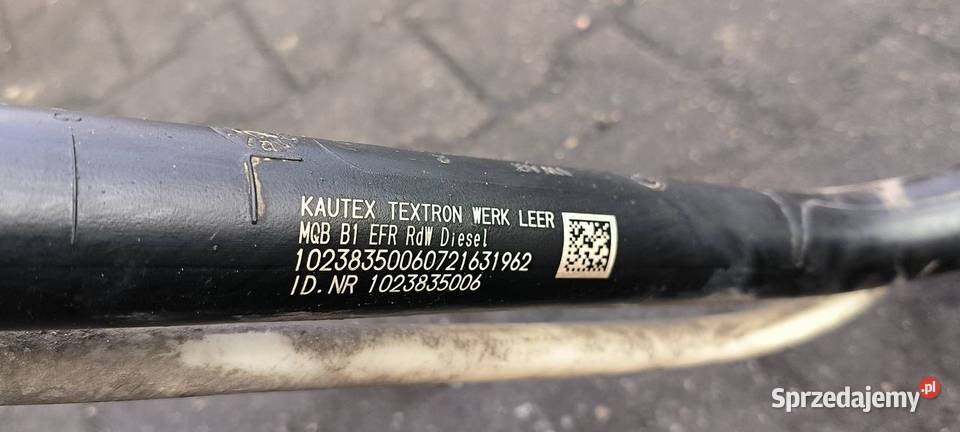 KAUTEX TEXTRON WERK LEER
MQB B1 EFR RdW Diesel
10238350060721631962
ID.NR 1023835006
Sprzedajemy.pl